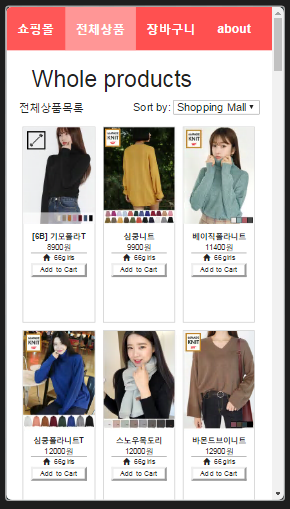 쇼핑몰 전체상품 장바구니 about
Whole products
전체상품목록 Sort by: Shopping Mall
KNIT KNIT
[6B] 기모폴라T 심쿵니트 베이직폴라니트
8900원 9900원 11400원
66girls 66girls 66girls
Add to Cart Add to Cart Add to Cart
KNIT KNIT
심쿵폴라니트T 스노우목도리 바몬드브이니트
12000원 12000원 12900원
66girls 66girls 66girls
Add to Cart Add to Cart Add to Cart